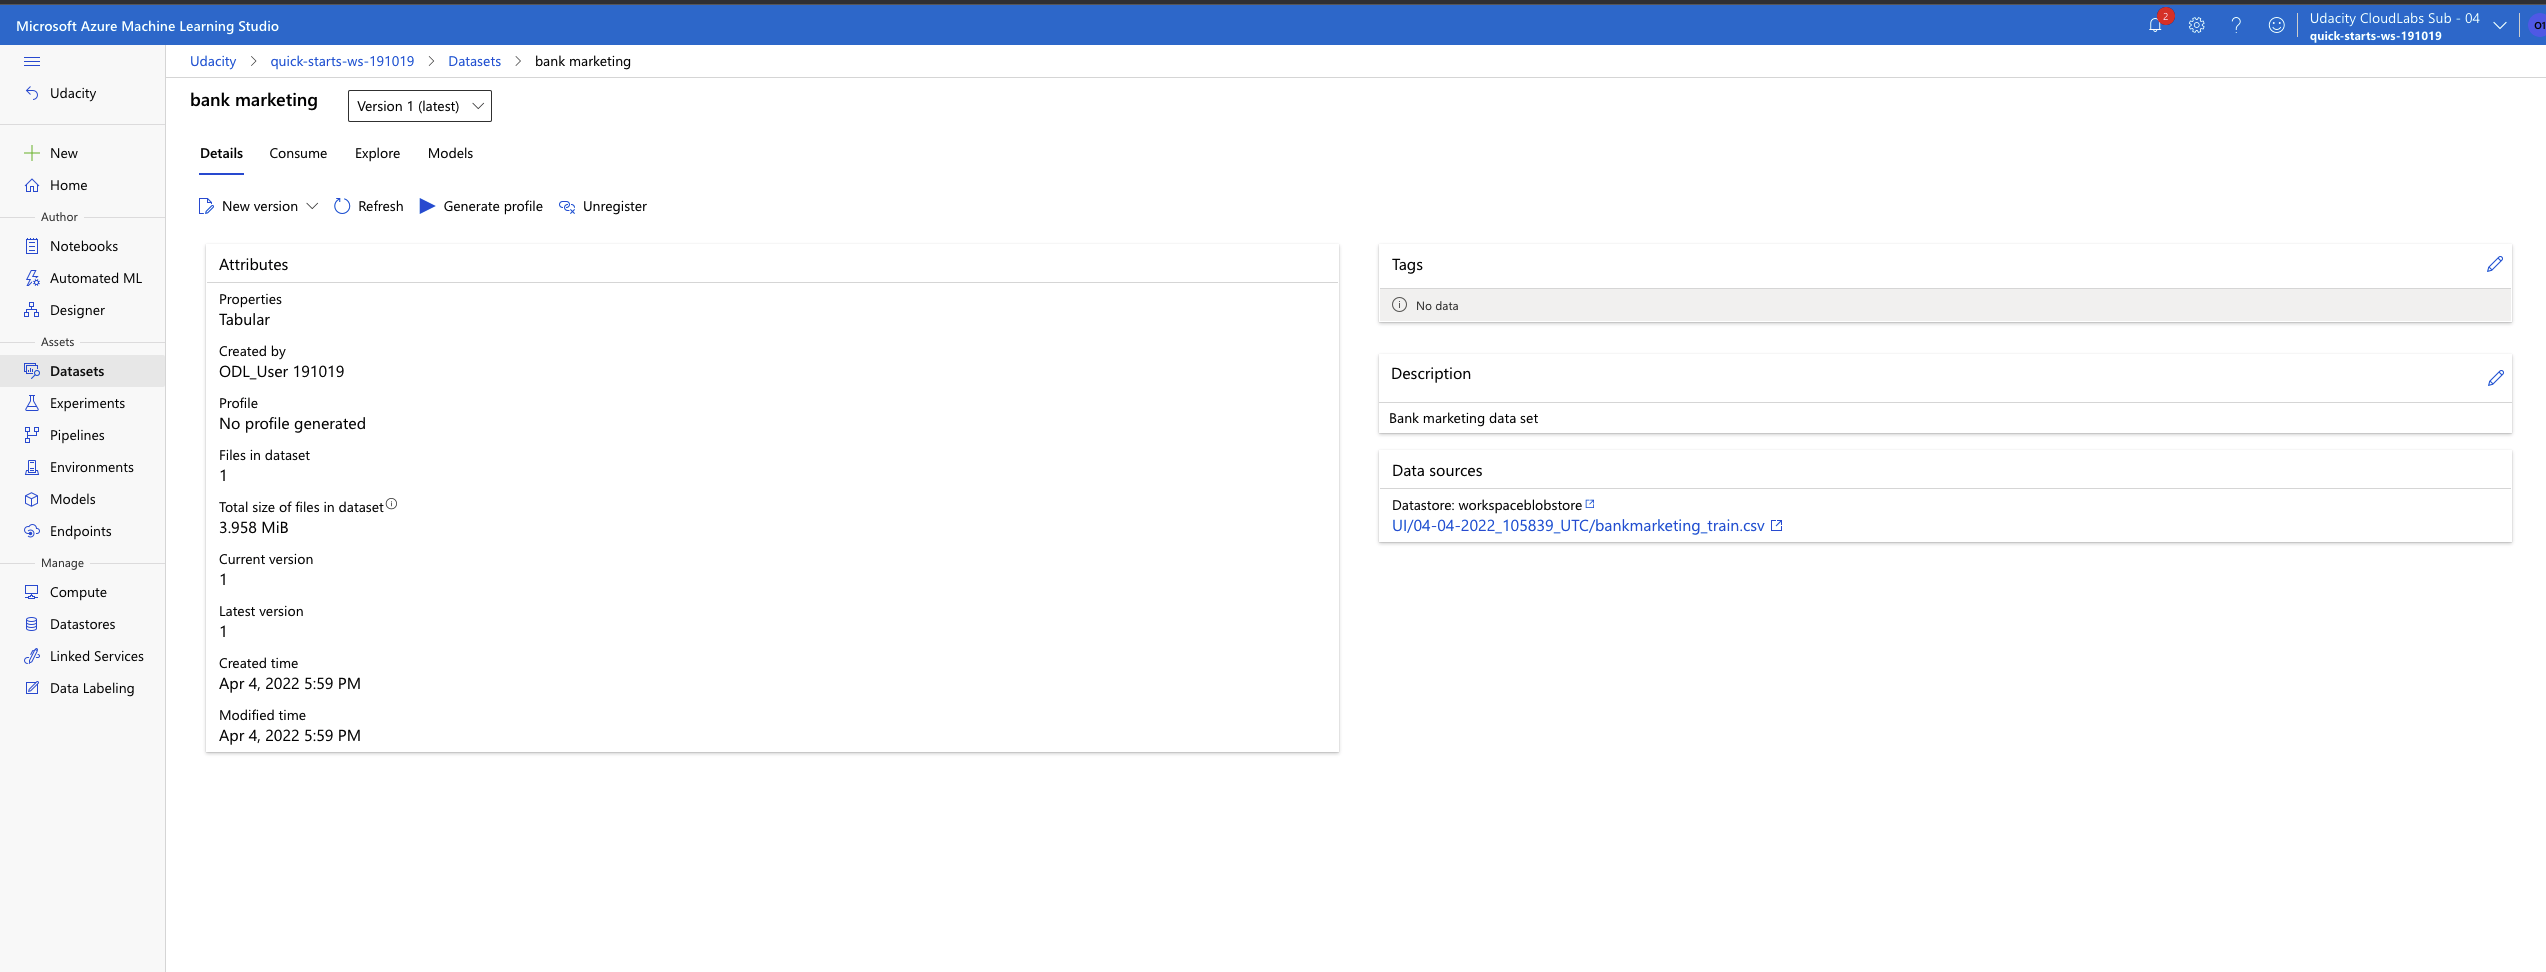 Microsoft Azure Machine Learning Studio
2
Udacity CloudLabs Sub - 04
quick-starts-ws-191019
Udacity > quick-starts-ws-191019 > Datasets > bank marketing
Udacity
bank marketing
Version 1 (latest)
New
Home
Author
Notebooks
Automated ML
Designer
Assets
Datasets
Experiments
Pipelines
Environments
Models
Endpoints
Manage
Compute
Datastores
Linked Services
Data Labeling
Details Consume Explore Models
New version Refresh Generate profile Unregister
Attributes
Properties
Tabular
Created by
ODL_User 191019
Profile
No profile generated
Files in dataset
1
Total size of files in dataset
3.958 MiB
Current version
1
Latest version
1
Created time
Apr 4, 2022 5:59 PM
Modified time
Apr 4, 2022 5:59 PM
Tags
No data
Description
Bank marketing data set
Data sources
Datastore: workspaceblobstore
UI/04-04-2022_105839_UTC/bankmarketing_train.csv